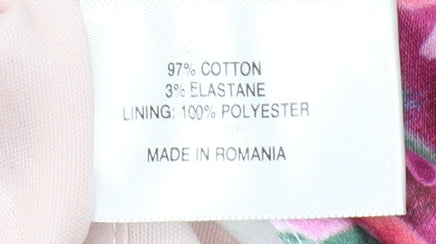 97% COTTON
3% ELASTANE
LINING: 100% POLYESTER
MADE IN ROMANIA